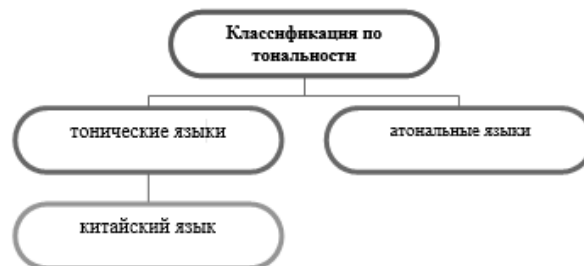 Классификация по
тональности
тонические языки
атональные языки
китайский язык